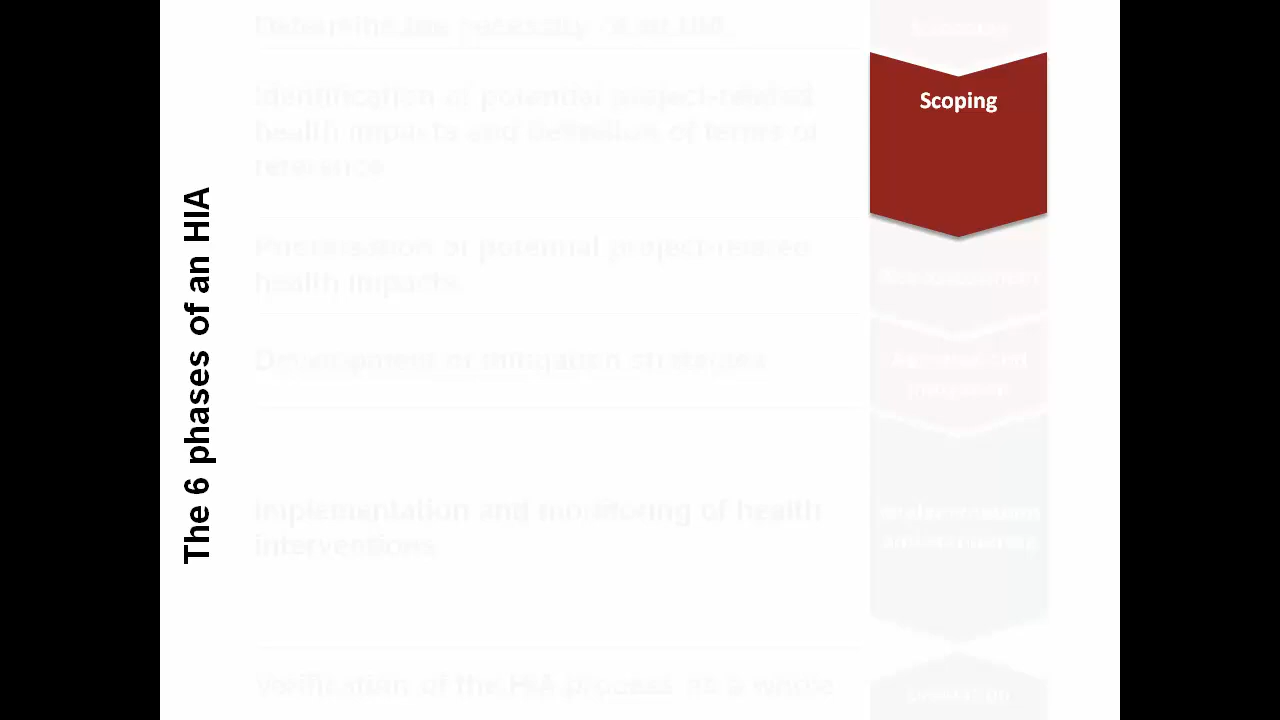 The 6 phases of an HIA
Determine the necessity of an HIA
Scoping
Identification of potential project-related
health impacts and definition of terms of
reference
Prioritisation of potential project-related
health impacts
Development of mitigation strategies
Implementation and monitoring of health
interventions
Verification of the HIA process as a whole